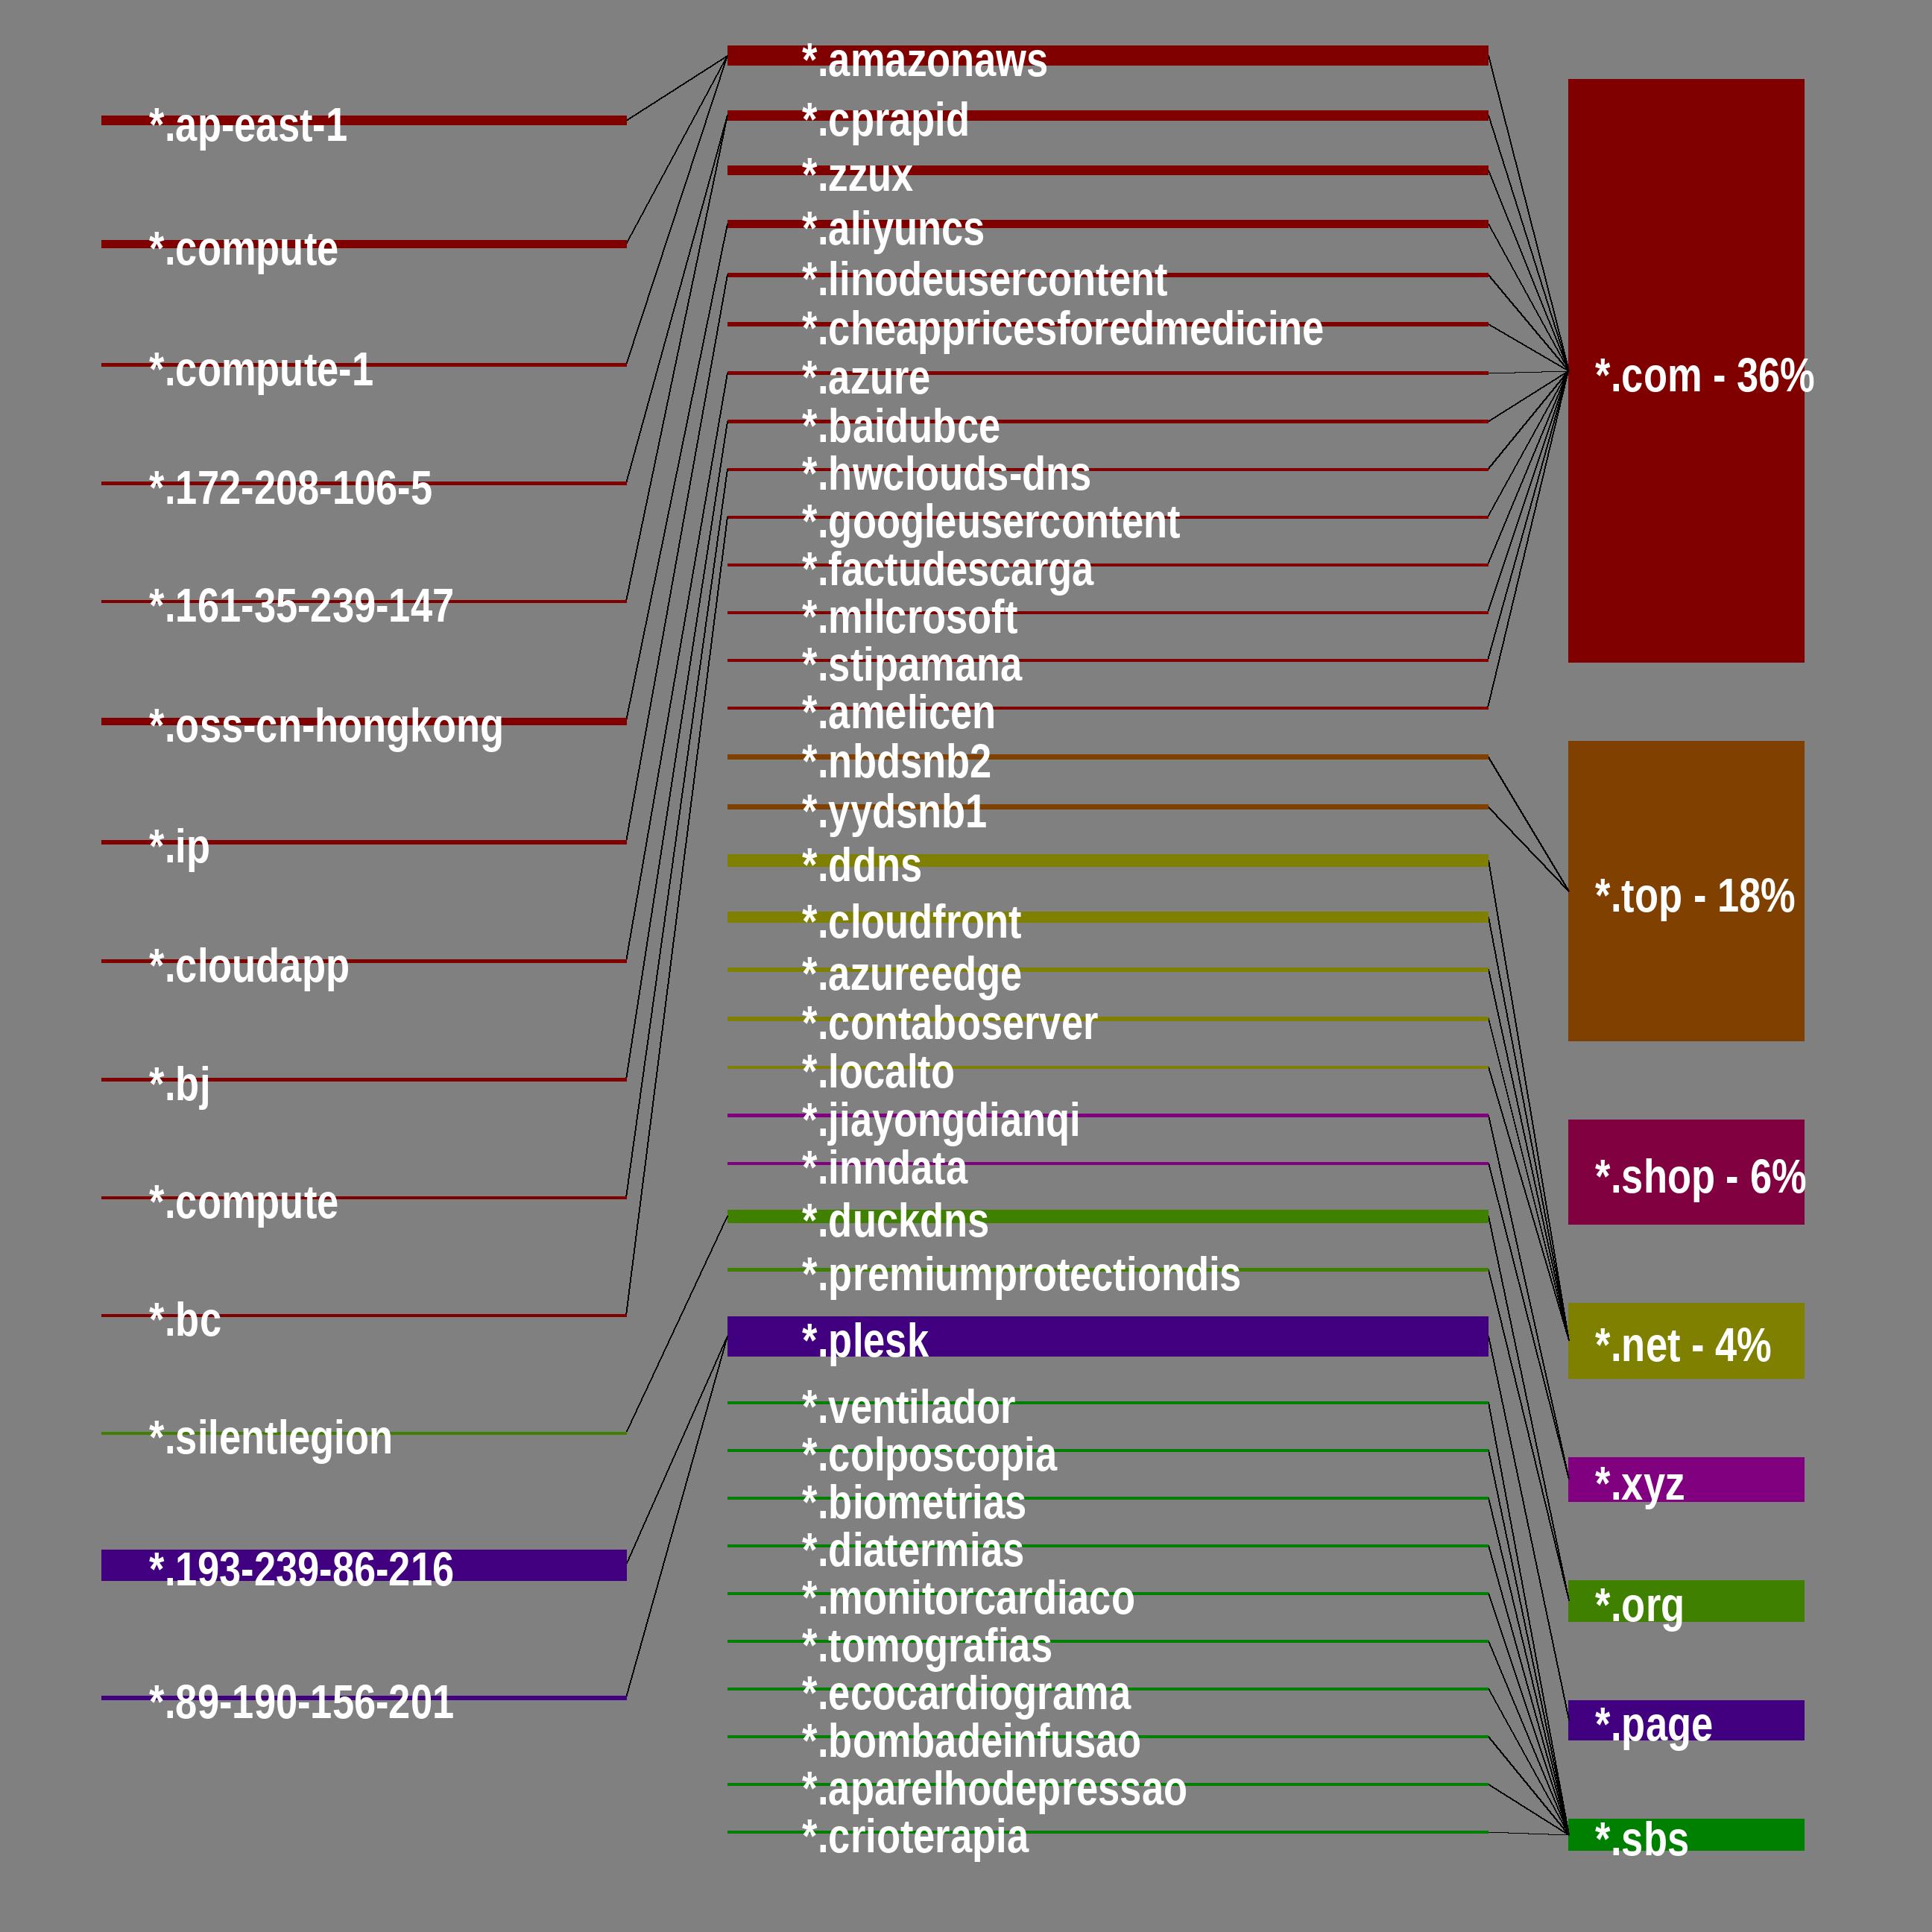 *.ap-east-1
*.compute
*.compute-1
*.172-208-106-5
*.161-35-239-147
*.oss-cn-hongkong
*.ip
*.cloudapp
*.bj
*.compute
*.bc
*.silentlegion
*.193-239-86-216
*.89-190-156-201
*.amazonaws
*.cprapid
*.zzux
*.aliyuncs
*.linodeusercontent
*.cheappricesforedmedicine
*.azure
*.baidubce
*.hwclouds-dns
*.googleusercontent
*.factudescarga
*.mllcrosoft
*.stipamana
*.amelicen
*.nbdsnb2
*.yydsnb1
*.ddns
*.cloudfront
*.azureedge
*.contaboserver
*.localto
*.jiayongdianqi
*.inndata
*.duckdns
*.premiumprotectiondis
*.plesk
*.ventilador
*.colposcopia
*.biometrias
*.diatermias
*.monitorcardiaco
*.tomografias
*.ecocardiograma
*.bombadeinfusao
*.aparelhodepressao
*.crioterapia
*.com - 36%
*.top - 18%
*.shop - 6%
*.net - 4%
*.xyz
*.org
*.page
*.sbs